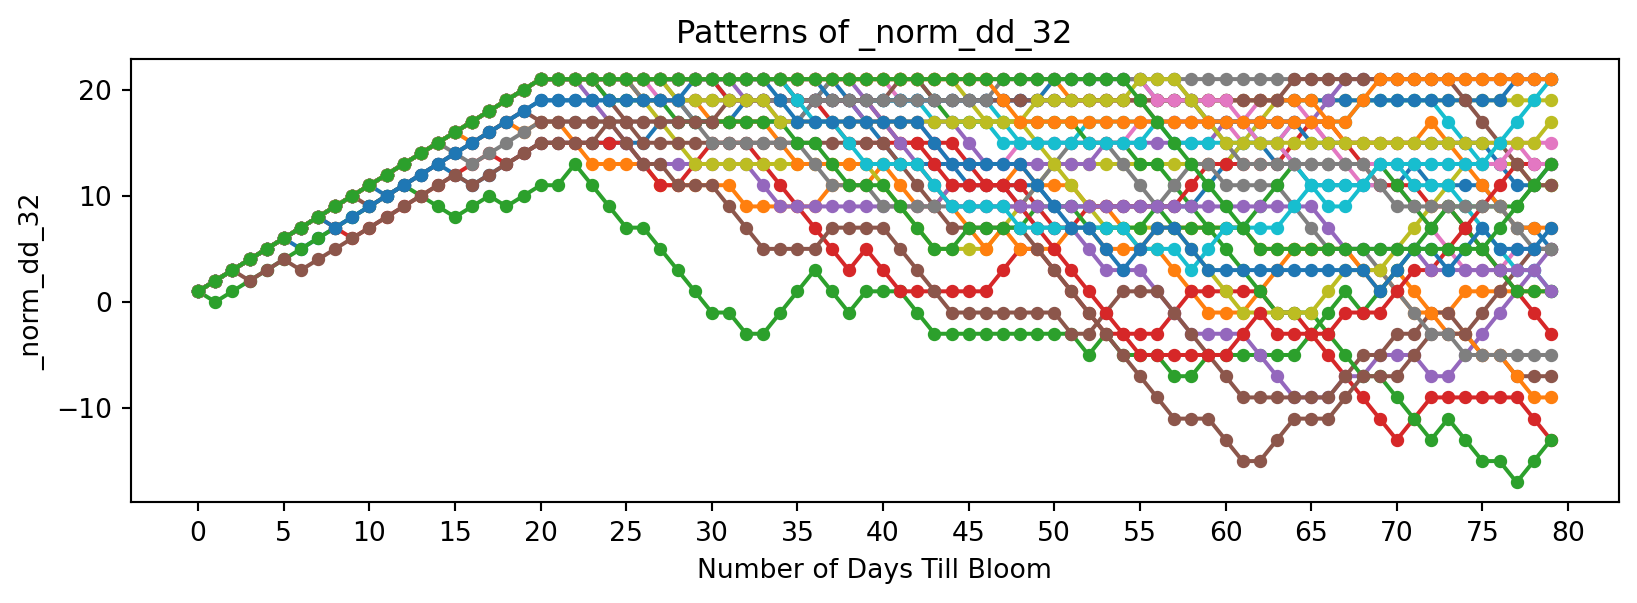 Patterns of _norm_dd_32
_norm_dd_32
20
10
0
−10
0 5 10 15 20 25 30 35 40 45 50 55 60 65 70 75 80
Number of Days Till Bloom